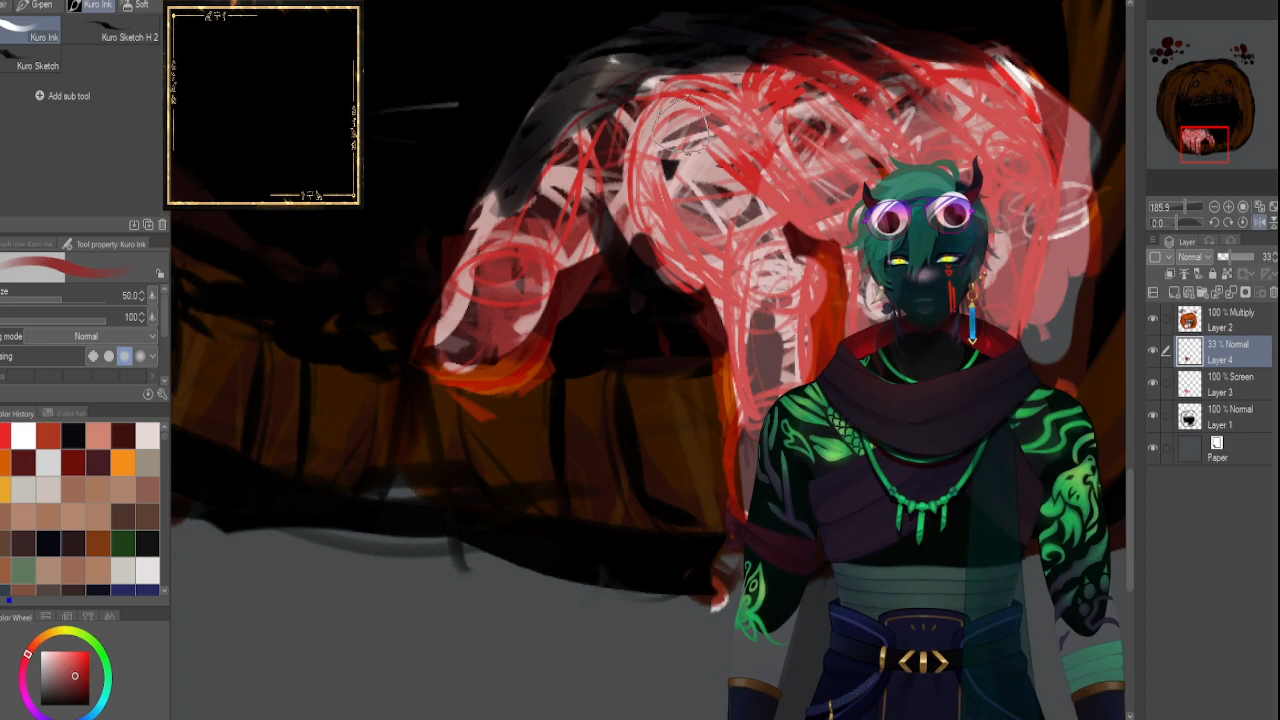 G-pen
Kuro Ink
Soft
Kuro Ink
Kuro Sketch H 2
Kuro Sketch
Add sub tool
Tool property: Kuro Ink
50.0
100
Normal
Color Set
185.9
0.0
Layer
Normal
33
100 % Multiply
Layer 2
33 % Normal
Layer 4
100 % Screen
Layer 3
100 % Normal
Layer 1
Paper